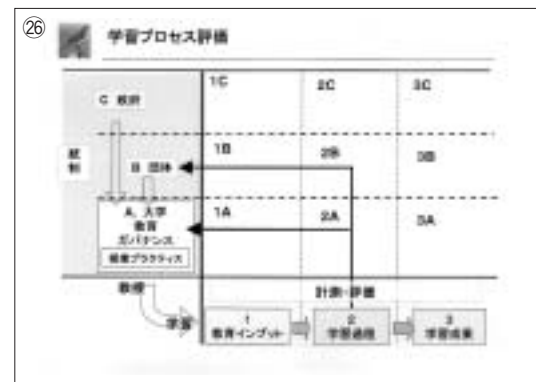 ㉖
学習プロセス評価
1C 2C 3C
C 政府
統制
1B 2B 3B
B 団体
1A 2A 3A
A. 大学
教育
ガバナンス
授業プラクティス
教授
学習
計測・評価
1
教育インプット
2
学習過程
3
学習成果